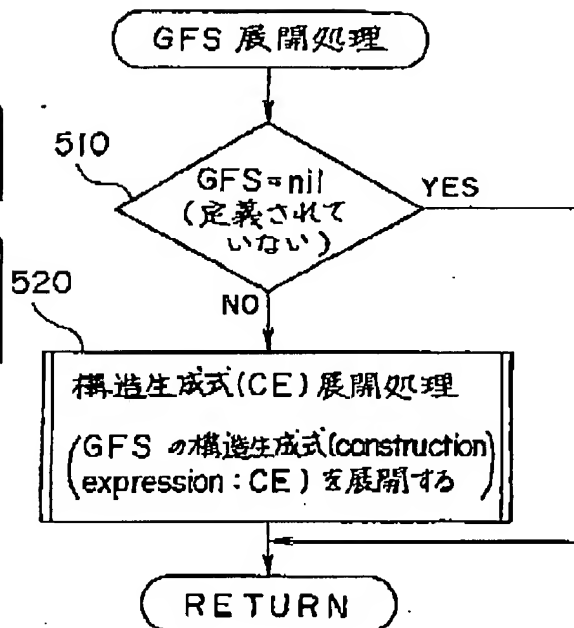 GFS 展開処理
510
GFS=nil
(定義されて
いない)
YES
520
NO
構造生成式(CE)展開処理
(GFS の構造生成式(construction
expression:CE)を展開する)
RETURN